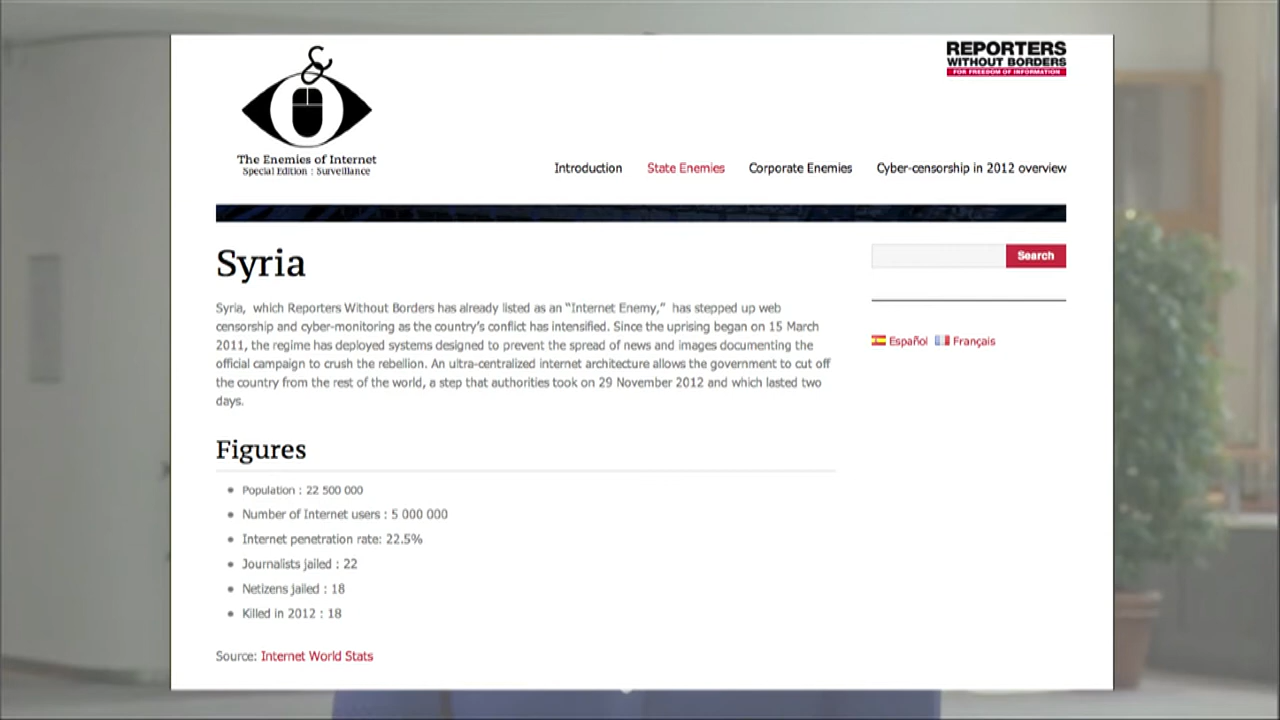 REPORTERS
WITHOUT BORDERS
FOR FREEDOM OF INFORMATION
The Enemies of Internet
Special Edition : Surveillance
Introduction State Enemies Corporate Enemies Cyber-censorship in 2012 overview
Syria
Search
Syria, which Reporters Without Borders has already listed as an “Internet Enemy,” has stepped up web
censorship and cyber-monitoring as the country’s conflict has intensified. Since the uprising began on 15 March
2011, the regime has deployed systems designed to prevent the spread of news and images documenting the
official campaign to crush the rebellion. An ultra-centralized internet architecture allows the government to cut off
the country from the rest of the world, a step that authorities took on 29 November 2012 and which lasted two
days.
Español Français
Figures
Population : 22 500 000
Number of Internet users : 5 000 000
Internet penetration rate: 22.5%
Journalists jailed : 22
Netizens jailed : 18
Killed in 2012 : 18
Source: Internet World Stats